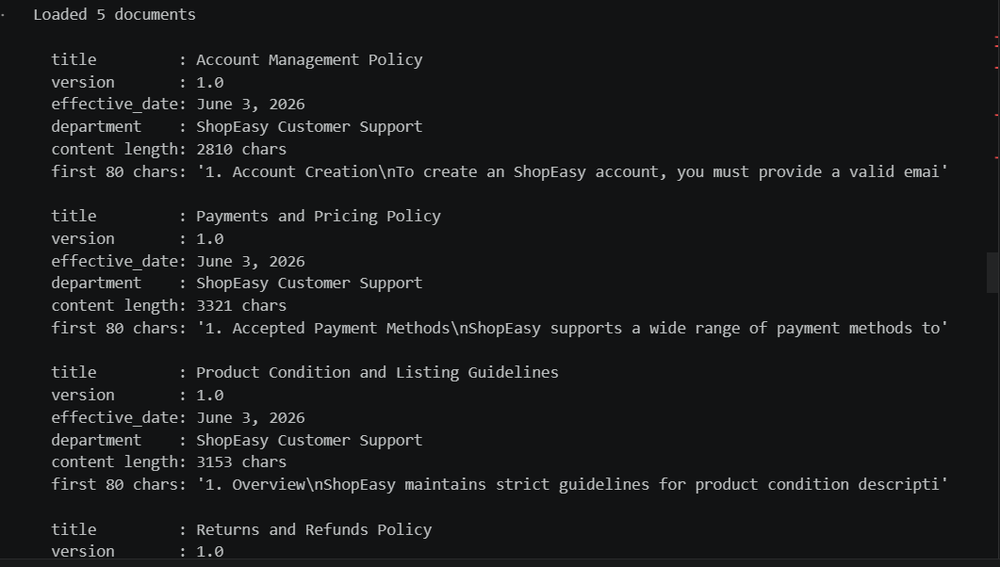 Loaded 5 documents
title         : Account Management Policy
version       : 1.0
effective_date: June 3, 2026
department    : ShopEasy Customer Support
content length: 2810 chars
first 80 chars: '1. Account Creation\nTo create an ShopEasy account, you must provide a valid emai'
title         : Payments and Pricing Policy
version       : 1.0
effective_date: June 3, 2026
department    : ShopEasy Customer Support
content length: 3321 chars
first 80 chars: '1. Accepted Payment Methods\nShopEasy supports a wide range of payment methods to'
title         : Product Condition and Listing Guidelines
version       : 1.0
effective_date: June 3, 2026
department    : ShopEasy Customer Support
content length: 3153 chars
first 80 chars: '1. Overview\nShopEasy maintains strict guidelines for product condition descripti'
title         : Returns and Refunds Policy
version       : 1.0